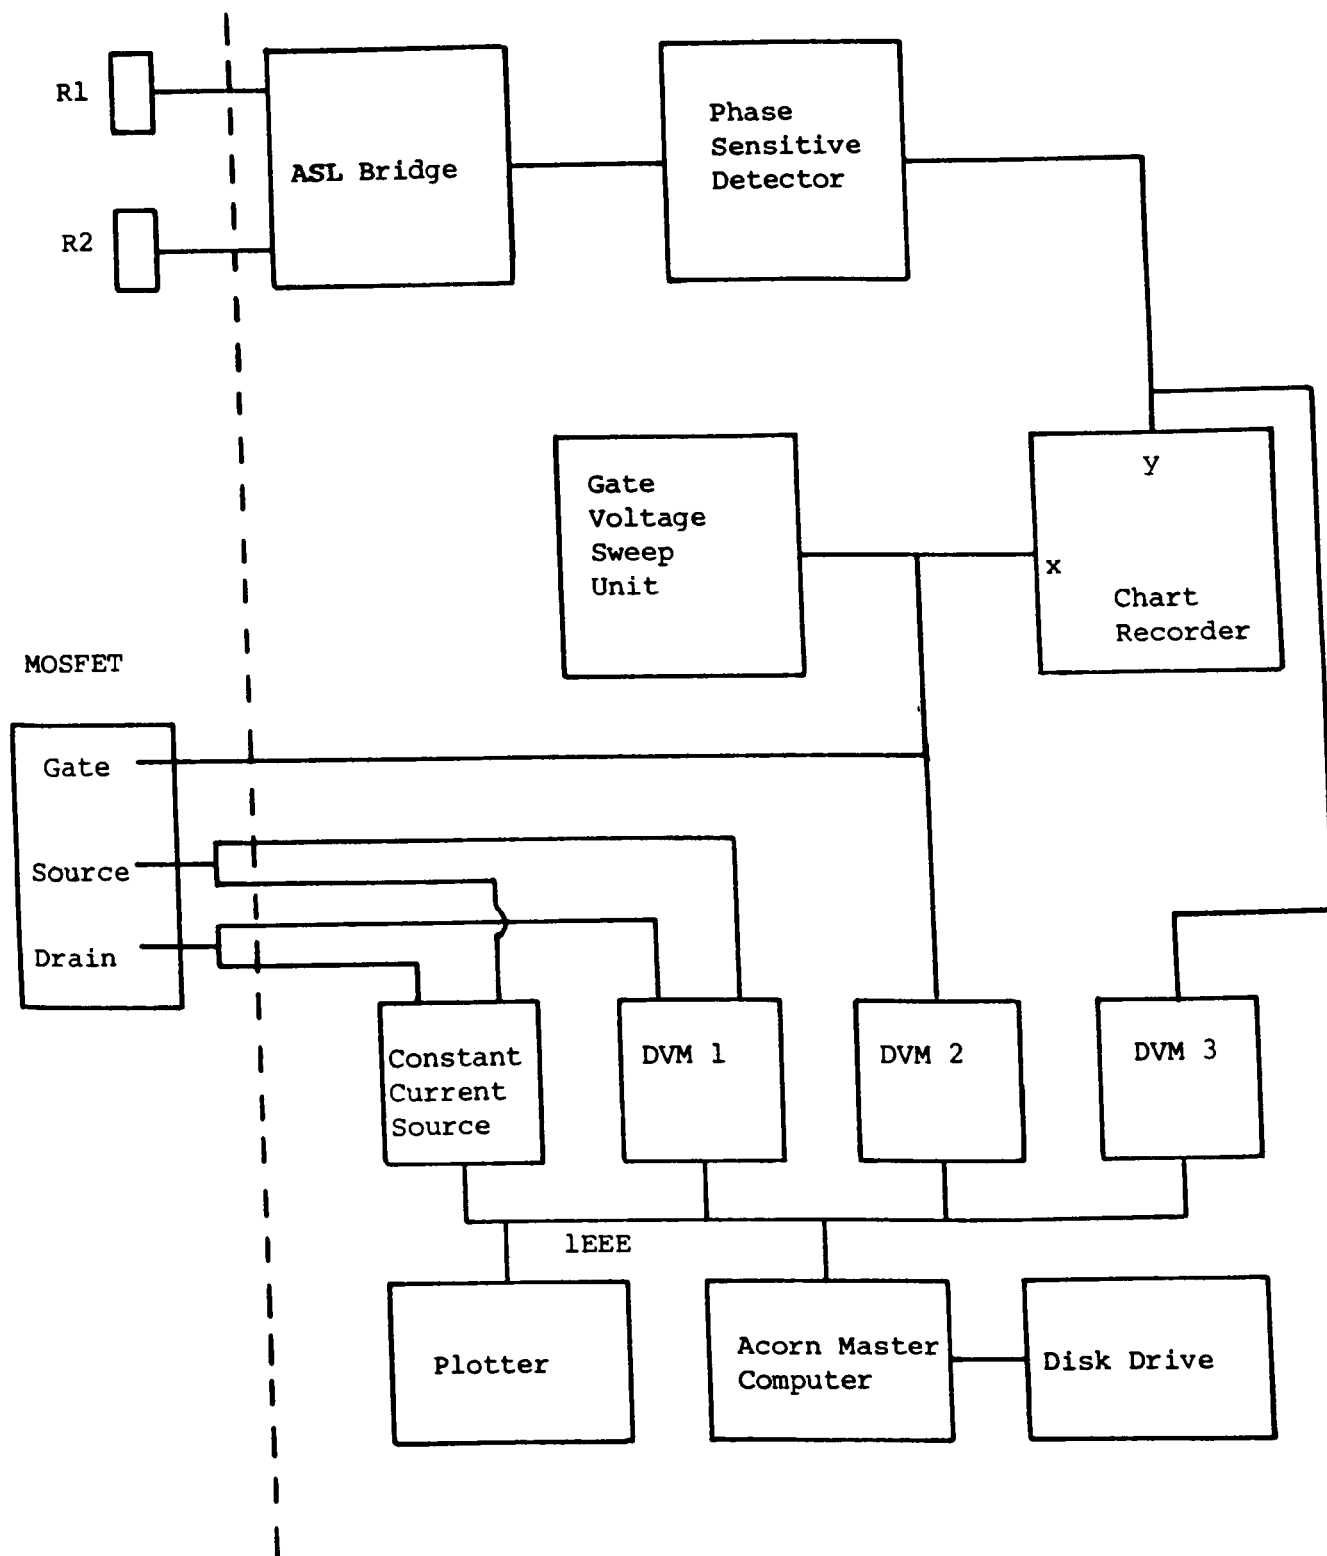 R1
ASL Bridge
Phase
Sensitive
Detector
R2
Gate
Voltage
Sweep
Unit
y
x
Chart
Recorder
MOSFET
Gate
Source
Drain
Constant
Current
Source
DVM 1
DVM 2
DVM 3
lEEE
Plotter
Acorn Master
Computer
Disk Drive